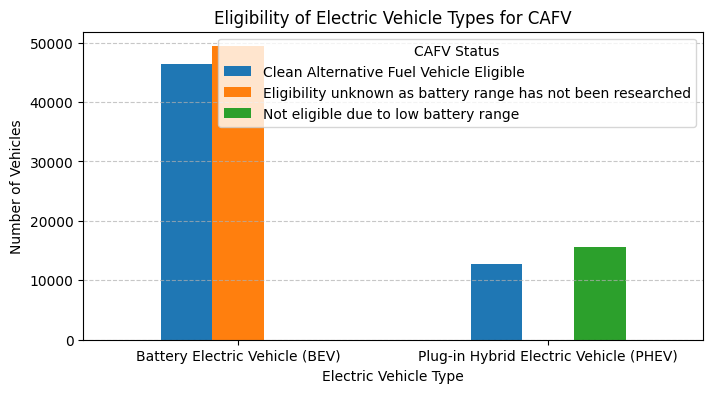 Eligibility of Electric Vehicle Types for CAFV
CAFV Status
Clean Alternative Fuel Vehicle Eligible
Eligibility unknown as battery range has not been researched
Not eligible due to low battery range
Number of Vehicles
50000
40000
30000
20000
10000
0
Battery Electric Vehicle (BEV)
Plug-in Hybrid Electric Vehicle (PHEV)
Electric Vehicle Type